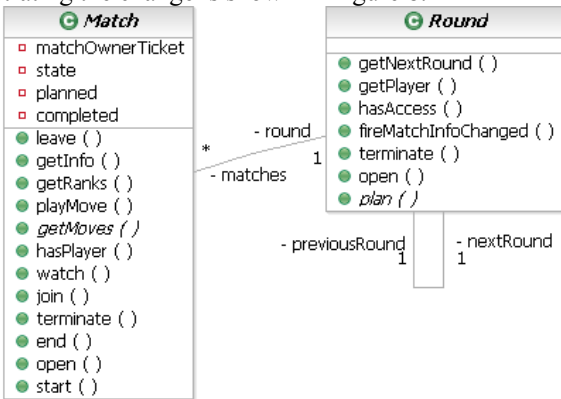 Match
matchOwnerTicket
state
planned
completed
leave ( )
getInfo ( )
getRanks ( )
playMove ( )
getMoves ( )
hasPlayer ( )
watch ( )
join ( )
terminate ( )
end ( )
open ( )
start ( )
- round
*
1
- matches
Round
getNextRound ( )
getPlayer ( )
hasAccess ( )
fireMatchInfoChanged ( )
terminate ( )
open ( )
plan ( )
- previousRound
1
- nextRound
1